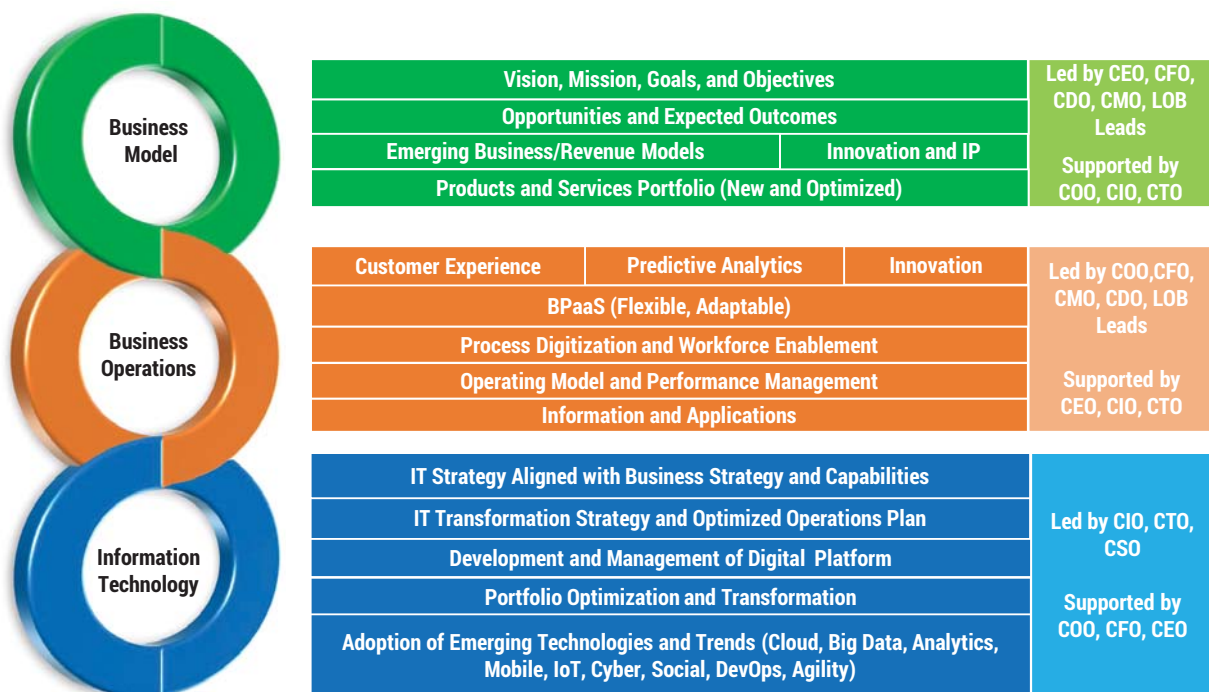 Business
Model
Vision, Mission, Goals, and Objectives
Opportunities and Expected Outcomes
Emerging Business/Revenue Models
Innovation and IP
Products and Services Portfolio (New and Optimized)
Led by CEO, CFO,
CDO, CMO, LOB
Leads
Supported by
COO, CIO, CTO
Business
Operations
Customer Experience
Predictive Analytics
Innovation
BPaaS (Flexible, Adaptable)
Process Digitization and Workforce Enablement
Operating Model and Performance Management
Information and Applications
Led by COO,CFO,
CMO, CDO, LOB
Leads
Supported by
CEO, CIO, CTO
Information
Technology
IT Strategy Aligned with Business Strategy and Capabilities
IT Transformation Strategy and Optimized Operations Plan
Development and Management of Digital Platform
Portfolio Optimization and Transformation
Adoption of Emerging Technologies and Trends (Cloud, Big Data, Analytics,
Mobile, IoT, Cyber, Social, DevOps, Agility)
Led by CIO, CTO,
CSO
Supported by
COO, CFO, CEO